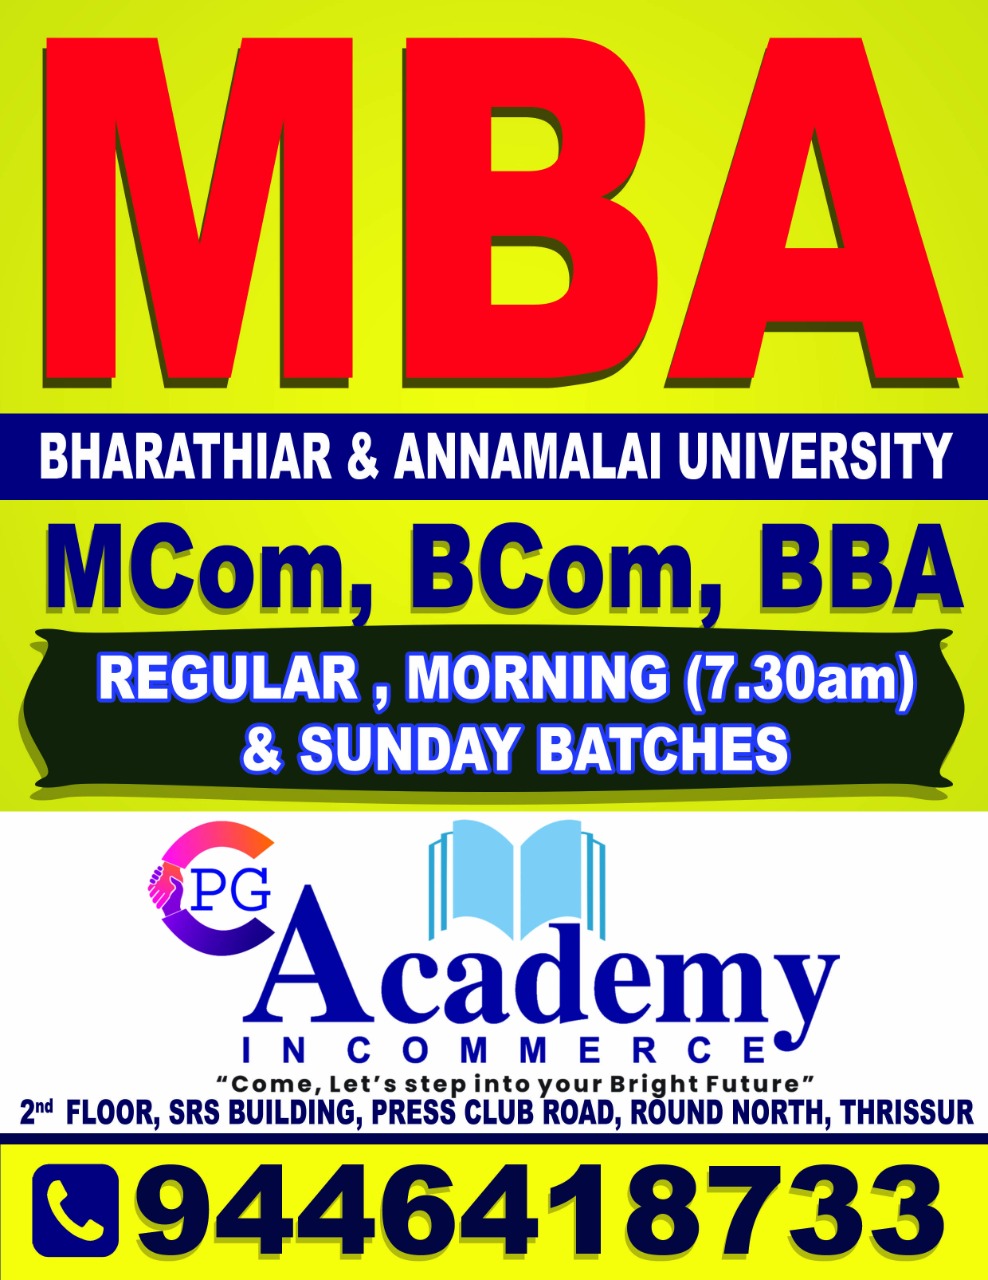 MBA
BHARATHIAR & ANNAMALAI UNIVERSITY
MCom, BCom, BBA
REGULAR , MORNING (7.30am)
& SUNDAY BATCHES
CPG
Academy
IN COMMERCE
“Come, Let’s step into your Bright Future”
2nd FLOOR, SRS BUILDING, PRESS CLUB ROAD, ROUND NORTH, THRISSUR
9446418733